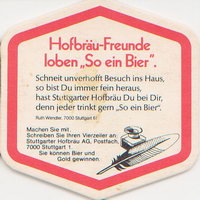 Hofbräu-Freunde
loben „So ein Bier”.
Schneit unverhofft Besuch ins Haus,
so bist Du immer fein heraus,
hast Stuttgarter Hofbräu Du bei Dir,
denn jeder trinkt gern „So ein Bier”.
Ruth Wendler, 7000 Stuttgart 61
Machen Sie mit:
Schreiben Sie Ihren Vierzeiler an
Stuttgarter Hofbräu AG, Postfach,
7000 Stuttgart 1
Sie können Bier und
Gold gewinnen.